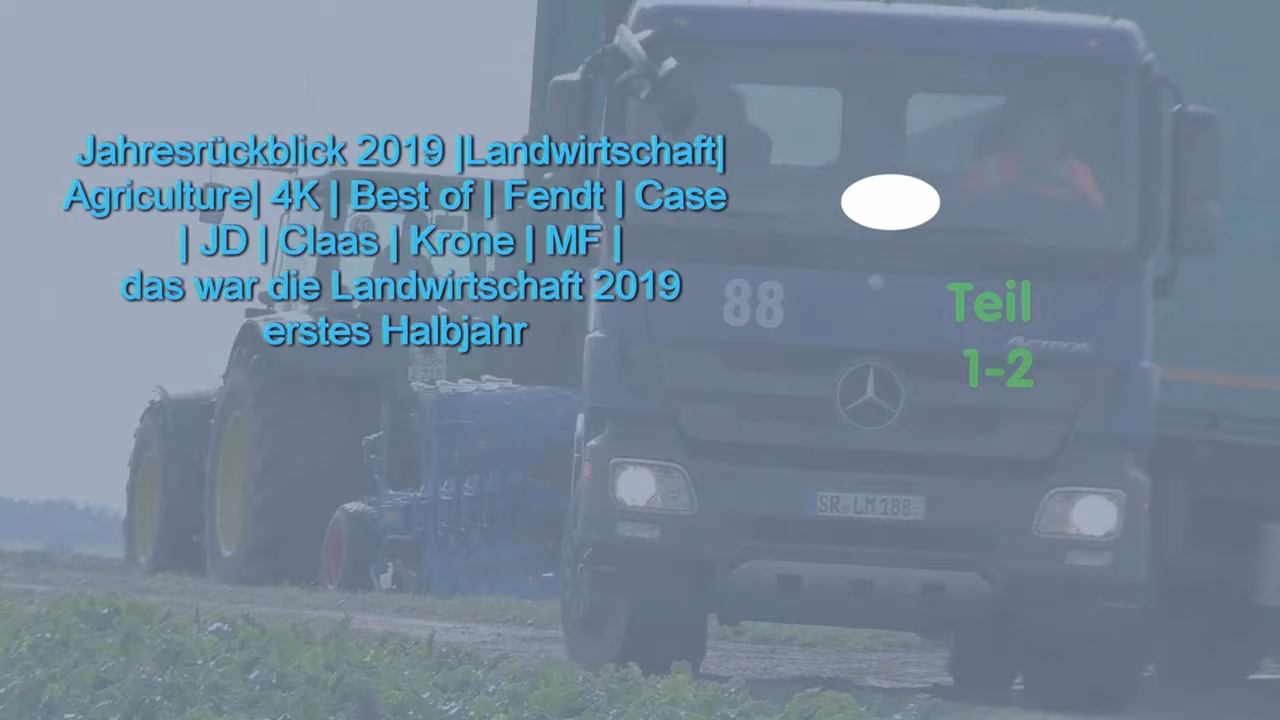 Jahresrückblick 2019 |Landwirtschaft|
Agriculture| 4K | Best of | Fendt | Case
| JD | Claas | Krone | MF |
das war die Landwirtschaft 2019
erstes Halbjahr
88
Teil
1-2
ACTROS
SR LM 188